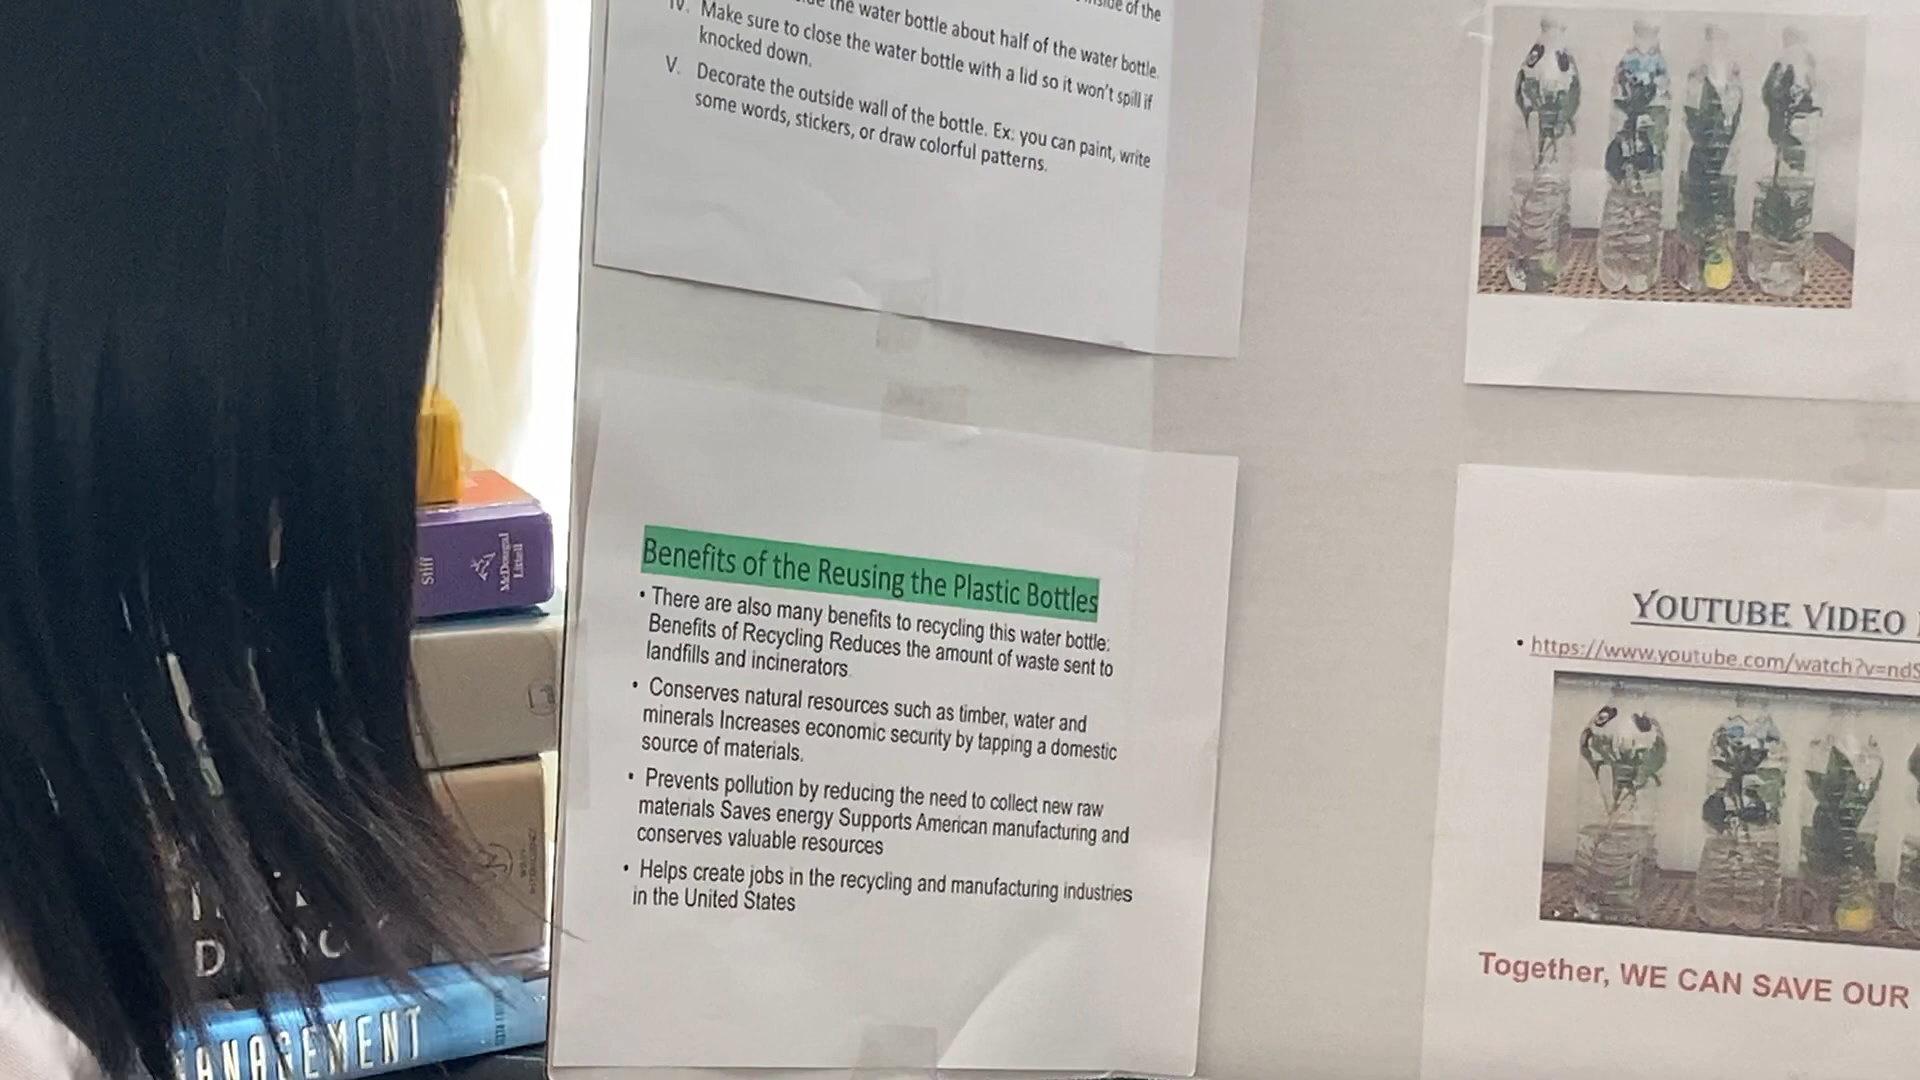 inside of the
the water bottle about half of the water bottle.
IV. Make sure to close the water bottle with a lid so it won't spill if
knocked down.
V. Decorate the outside wall of the bottle. Ex: you can paint, write
some words, stickers, or draw colorful patterns.
Benefits of the Reusing the Plastic Bottles
• There are also many benefits to recycling this water bottle:
Benefits of Recycling Reduces the amount of waste sent to
landfills and incinerators
• Conserves natural resources such as timber, water and
minerals Increases economic security by tapping a domestic
source of materials.
• Prevents pollution by reducing the need to collect new raw
materials Saves energy Supports American manufacturing and
conserves valuable resources
• Helps create jobs in the recycling and manufacturing industries
in the United States
YOUTUBE VIDEO
• https://www.youtube.com/watch?v=ndS
Together, WE CAN SAVE OUR
Stiff
McDougal
Littell
ANAGEMENT